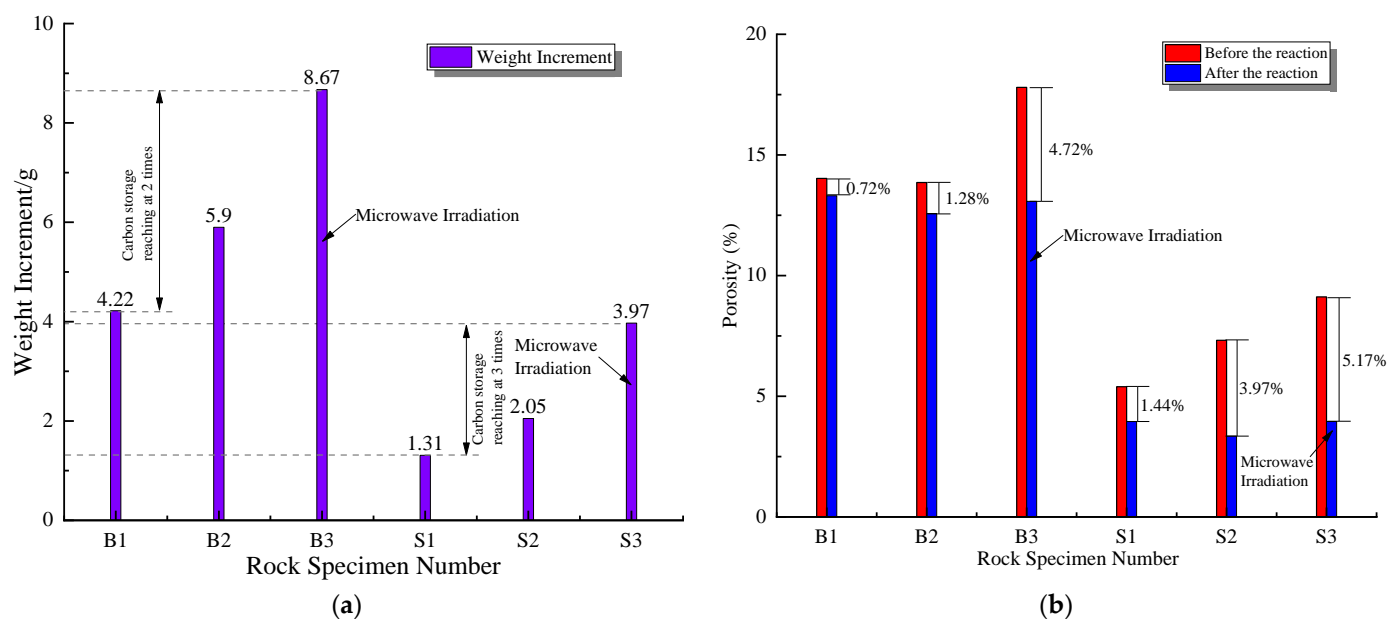 10
8
6
4
2
0
Weight Increment/g
Weight Increment
8.67
5.9
4.22
3.97
2.05
1.31
Carbon storage
reaching at 2 times
Microwave Irradiation
Carbon storage
reaching at 3 times
Microwave
Irradiation
B1 B2 B3 S1 S2 S3
Rock Specimen Number
(a)
20
15
10
5
0
Porosity (%)
Before the reaction
After the reaction
0.72%
1.28%
4.72%
Microwave Irradiation
1.44%
3.97%
5.17%
Microwave
Irradiation
B1 B2 B3 S1 S2 S3
Rock Specimen Number
(b)